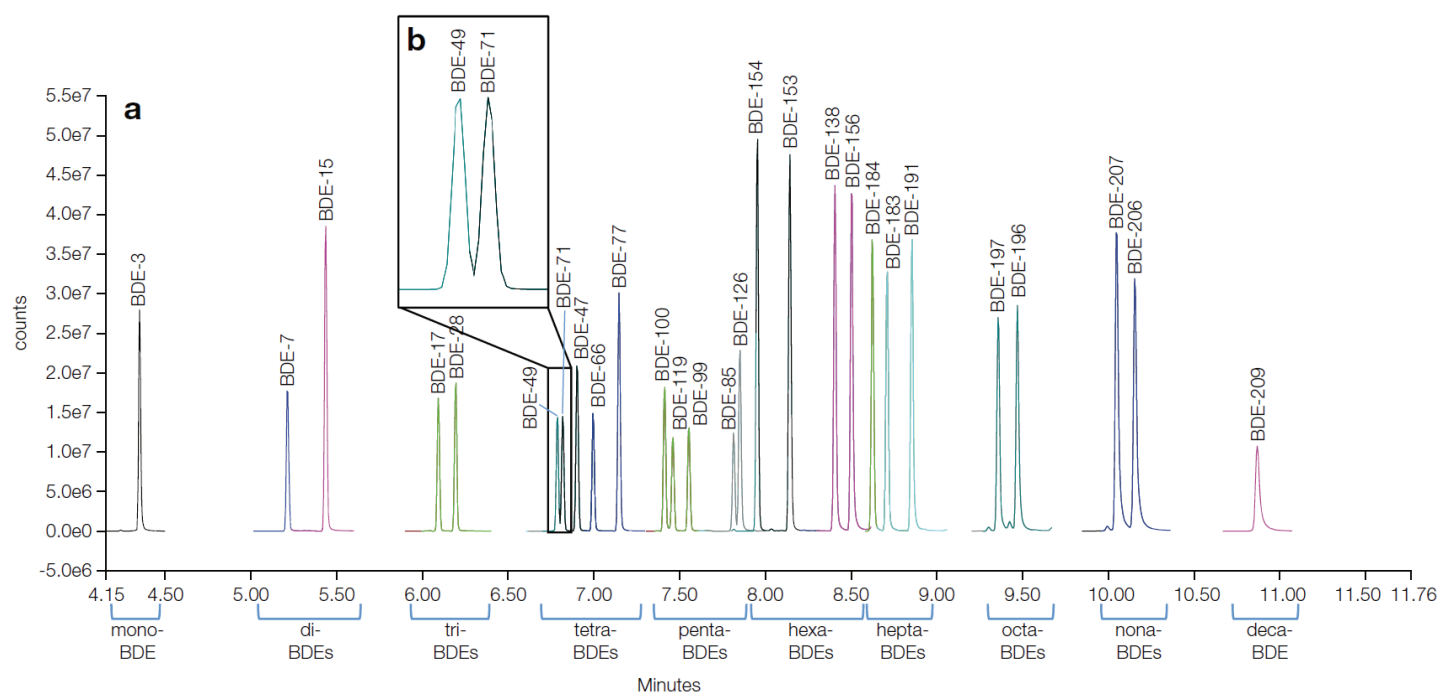 b
BDE-49
BDE-71
a
counts
5.5e7
5.0e7
4.5e7
4.0e7
3.5e7
3.0e7
2.5e7
2.0e7
1.5e7
1.0e7
5.0e6
0.0e0
-5.0e6
BDE-3
BDE-7
BDE-15
BDE-17
BDE-28
BDE-49
BDE-71
BDE-47
BDE-66
BDE-77
BDE-100
BDE-119
BDE-99
BDE-85
BDE-126
BDE-154
BDE-153
BDE-138
BDE-156
BDE-184
BDE-183
BDE-191
BDE-197
BDE-196
BDE-207
BDE-206
BDE-209
4.15 4.50 5.00 5.50 6.00 6.50 7.00 7.50 8.00 8.50 9.00 9.50 10.00 10.50 11.00 11.50 11.76
mono-
BDE
di-
BDEs
tri-
BDEs
tetra-
BDEs
penta-
BDEs
hexa-
BDEs
hepta-
BDEs
octa-
BDEs
nona-
BDEs
deca-
BDE
Minutes